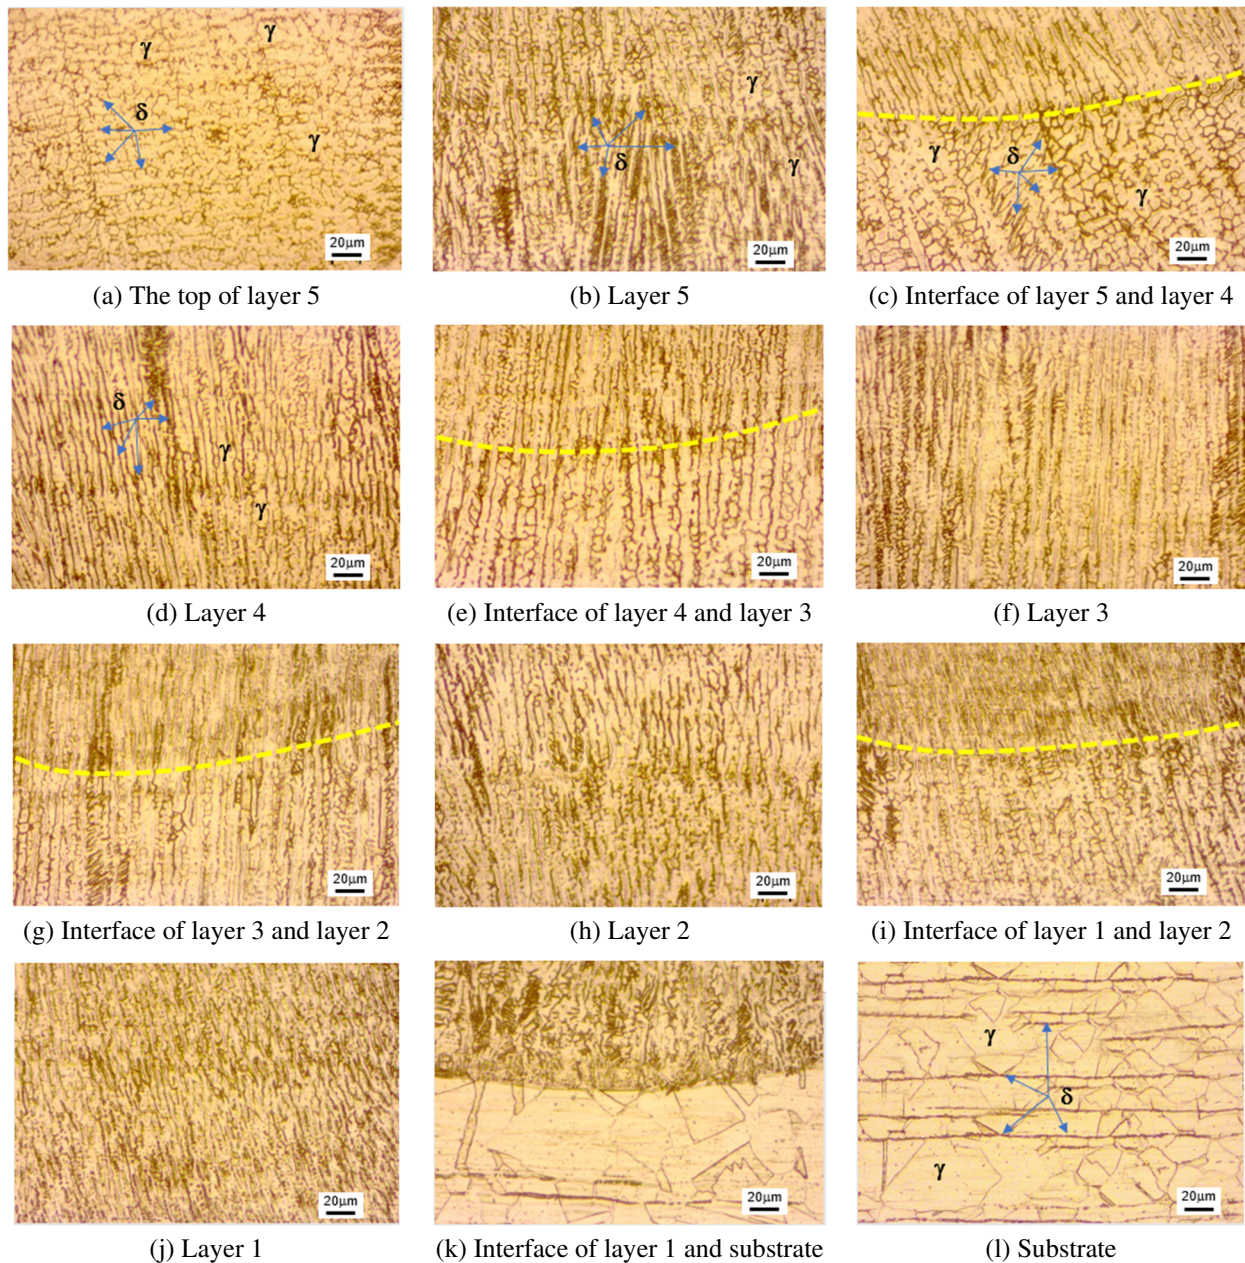 γ
γ
δ
γ
20μm
(a) The top of layer 5
γ
δ
γ
20μm
(b) Layer 5
γ
δ
γ
20μm
(c) Interface of layer 5 and layer 4
δ
γ
γ
20μm
(d) Layer 4
20μm
(e) Interface of layer 4 and layer 3
20μm
(f) Layer 3
20μm
(g) Interface of layer 3 and layer 2
20μm
(h) Layer 2
20μm
(i) Interface of layer 1 and layer 2
20μm
(j) Layer 1
20μm
(k) Interface of layer 1 and substrate
γ
δ
γ
20μm
(l) Substrate